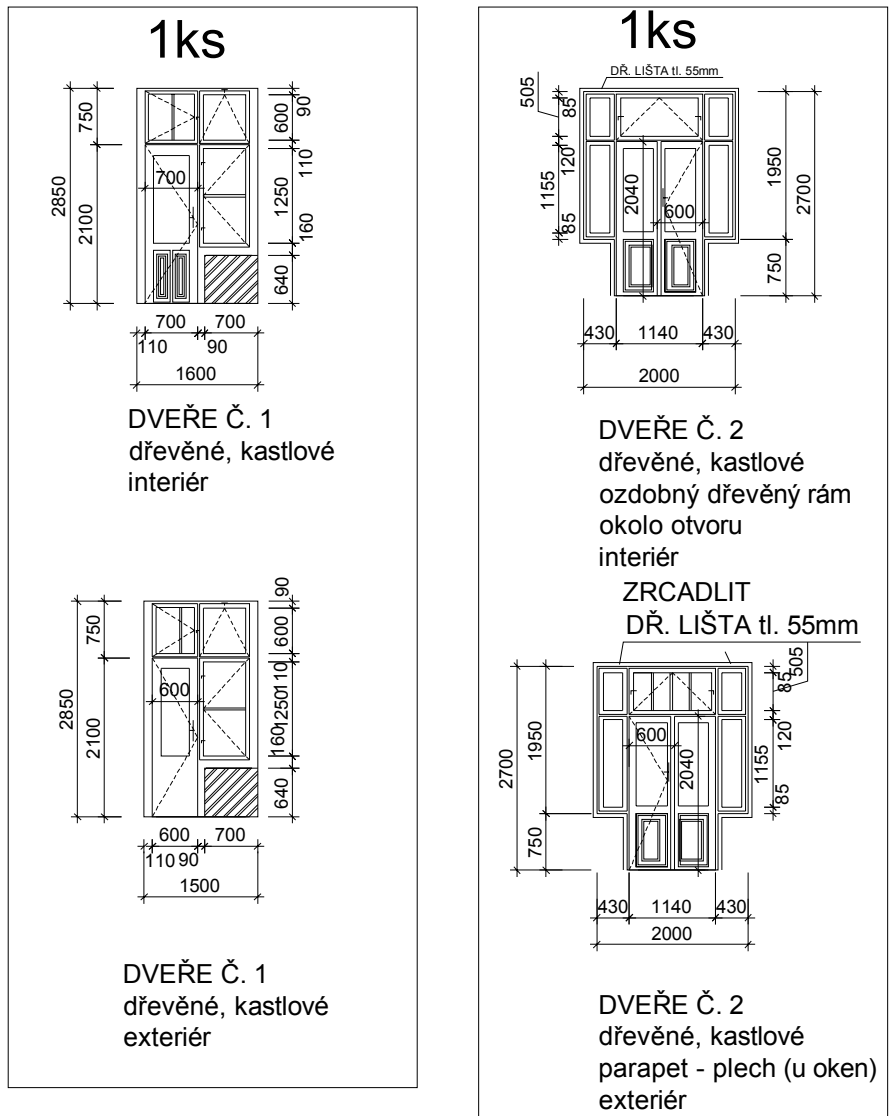 1ks
750
2100
2850
700
90
600
110
1250
160
640
700
700
110
90
1600
DVEŘE Č. 1
dřevěné, kastlové
interiér
750
2100
2850
600
90
600
110
1250
160
640
600
700
110
90
1500
DVEŘE Č. 1
dřevěné, kastlové
exteriér
1ks
DŘ. LIŠTA tl. 55mm
505
85
120
1155
85
2040
600
1950
2700
750
430
1140
430
2000
DVEŘE Č. 2
dřevěné, kastlové
ozdobný dřevěný rám
okolo otvoru
interiér
ZRCADLIT
DŘ. LIŠTA tl. 55mm
505
85
120
1155
85
600
2040
1950
2700
750
430
1140
430
2000
DVEŘE Č. 2
dřevěné, kastlové
parapet - plech (u oken)
exteriér